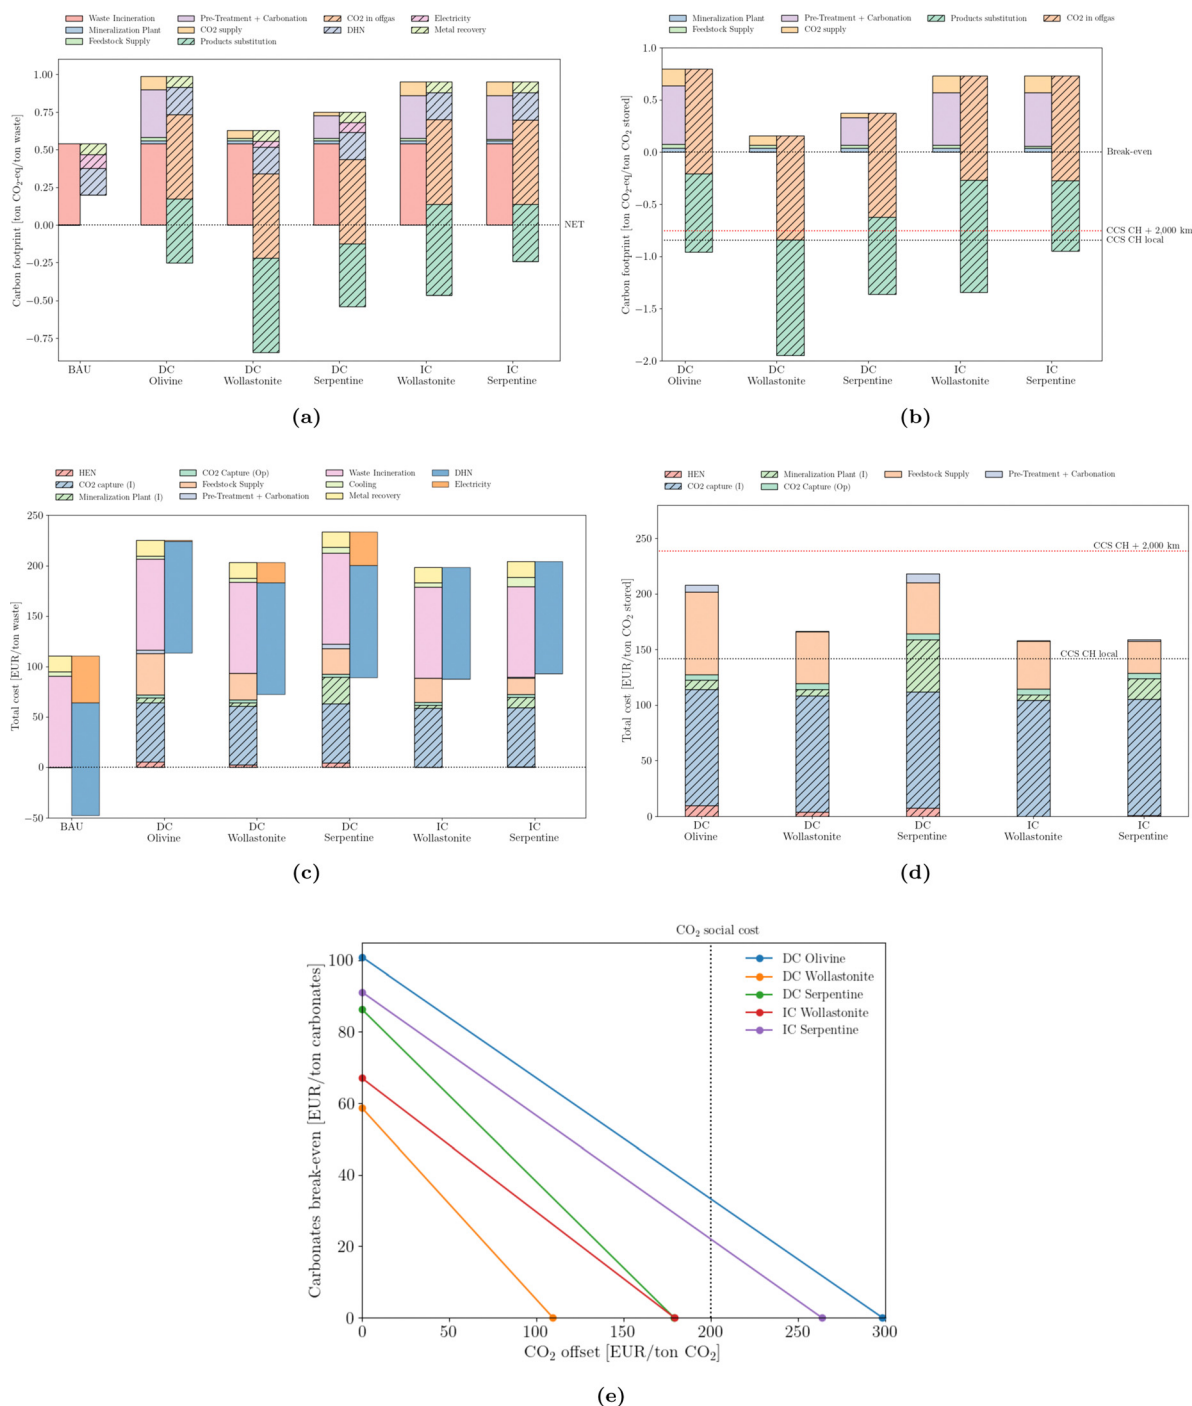 Waste Incineration
Mineralization Plant
Feedstock Supply
Pre-Treatment + Carbonation
CO2 supply
Products substitution
CO2 in offgas
DHN
Electricity
Metal recovery
Carbon footprint [ton CO₂-eq/ton waste]
1.00
0.75
0.50
0.25
0.00
−0.25
−0.50
−0.75
NET
BAU
DC Olivine
DC Wollastonite
DC Serpentine
IC Wollastonite
IC Serpentine
(a)
Mineralization Plant
Feedstock Supply
Pre-Treatment + Carbonation
CO2 supply
Products substitution
CO2 in offgas
Carbon footprint [ton CO₂-eq/ton CO₂ stored]
1.0
0.5
0.0
−0.5
−1.0
−1.5
−2.0
Break-even
CCS CH + 2,000 km
CCS CH local
DC Olivine
DC Wollastonite
DC Serpentine
IC Wollastonite
IC Serpentine
(b)
HEN
CO2 capture (I)
Mineralization Plant (I)
CO2 Capture (Op)
Feedstock Supply
Pre-Treatment + Carbonation
Waste Incineration
Cooling
Metal recovery
DHN
Electricity
Total cost [EUR/ton waste]
250
200
150
100
50
0
−50
BAU
DC Olivine
DC Wollastonite
DC Serpentine
IC Wollastonite
IC Serpentine
(c)
HEN
CO2 capture (I)
Mineralization Plant (I)
CO2 Capture (Op)
Feedstock Supply
Pre-Treatment + Carbonation
Total cost [EUR/ton CO₂ stored]
250
200
150
100
50
0
CCS CH + 2,000 km
CCS CH local
DC Olivine
DC Wollastonite
DC Serpentine
IC Wollastonite
IC Serpentine
(d)
CO₂ social cost
DC Olivine
DC Wollastonite
DC Serpentine
IC Wollastonite
IC Serpentine
Carbonates break-even [EUR/ton carbonates]
100
80
60
40
20
0
0
50
100
150
200
250
300
CO₂ offset [EUR/ton CO₂]
(e)